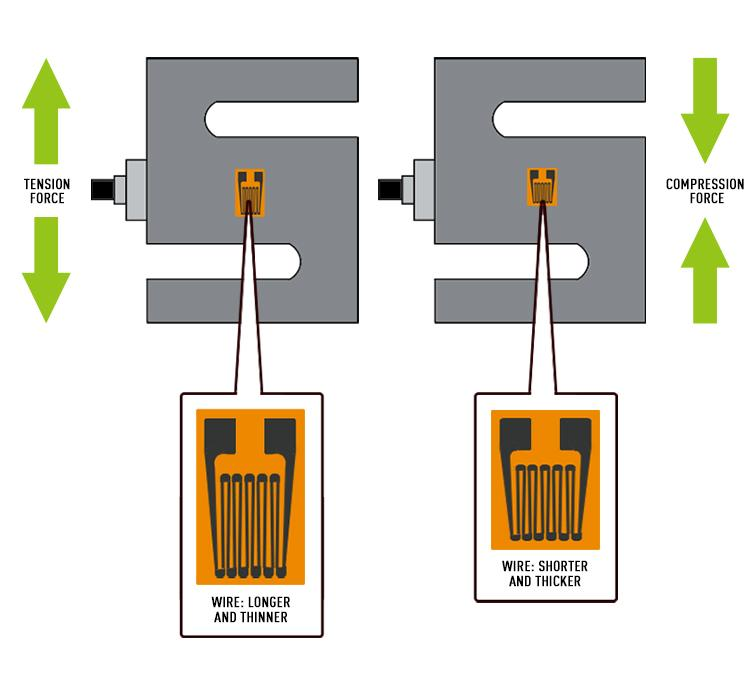 TENSION
FORCE
COMPRESSION
FORCE
WIRE: SHORTER
AND THICKER
WIRE: LONGER
AND THINNER